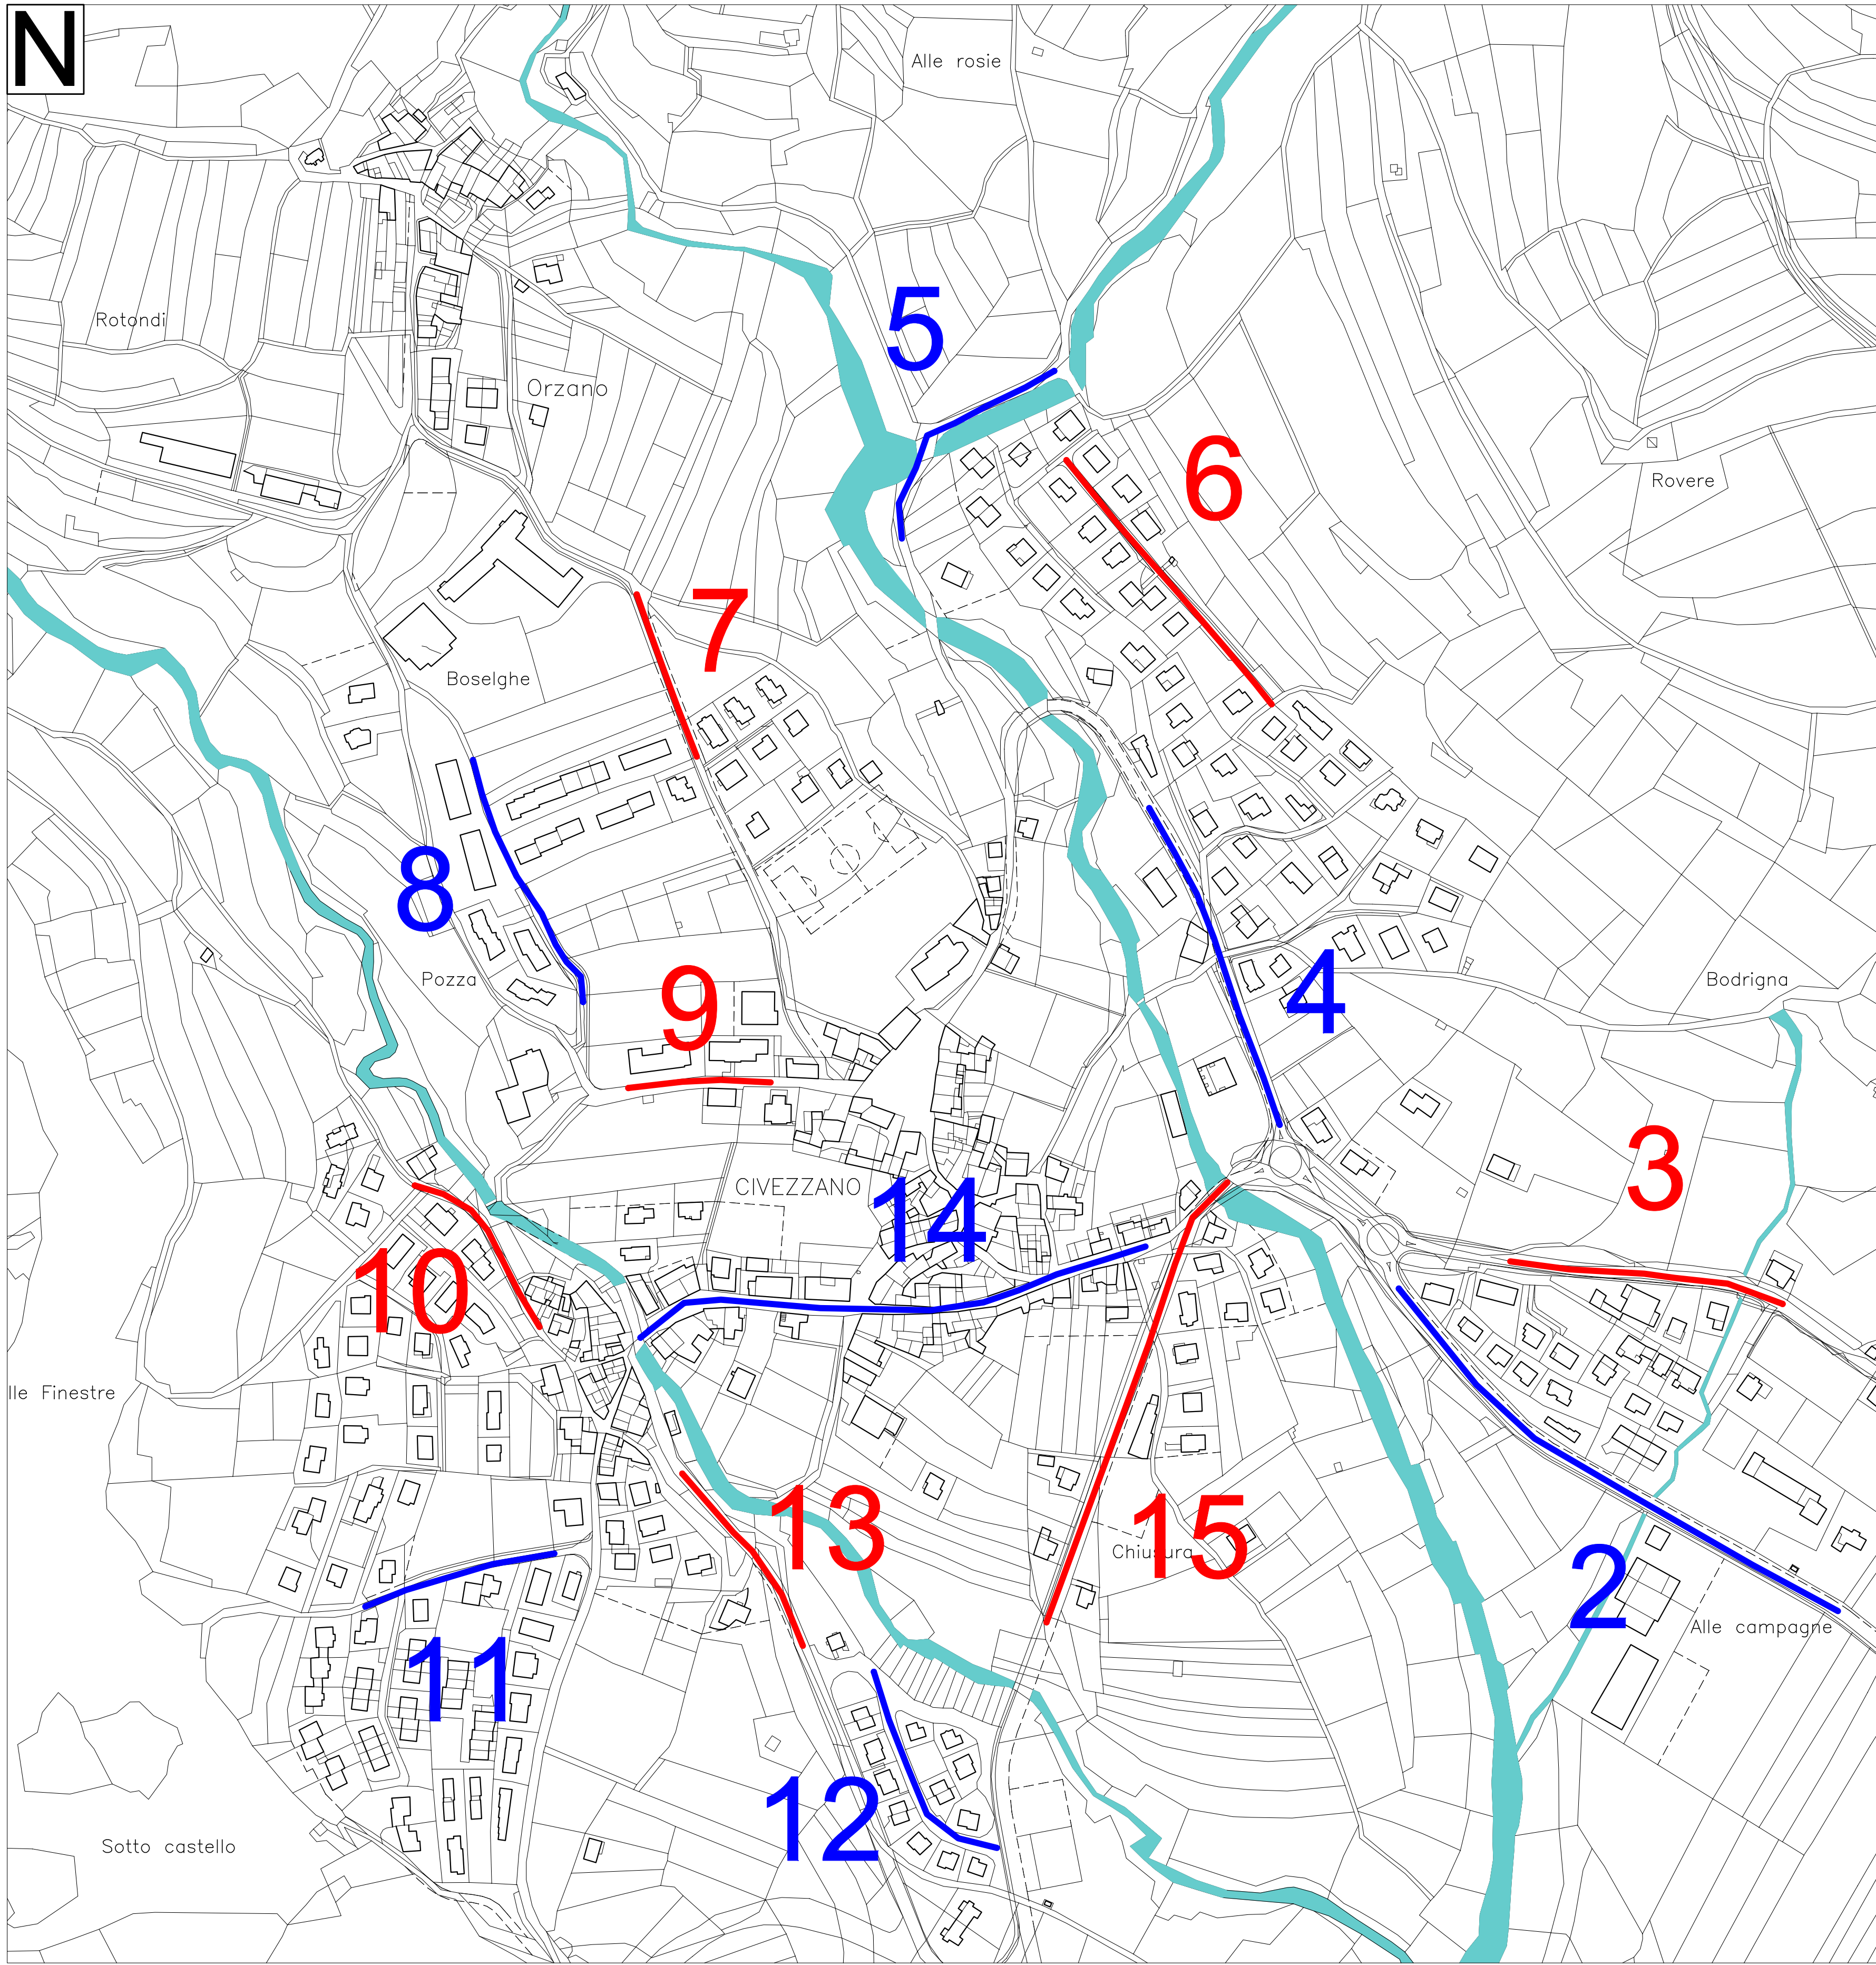 N
Alle rosie
Rotondi
5
Orzano
6
Rovere
7
Boselghe
8
Pozza
9
4
Bodrigna
3
CIVEZZANO
14
10
lle Finestre
13
15
Chiusura
2
Alle campagne
11
12
Sotto castello